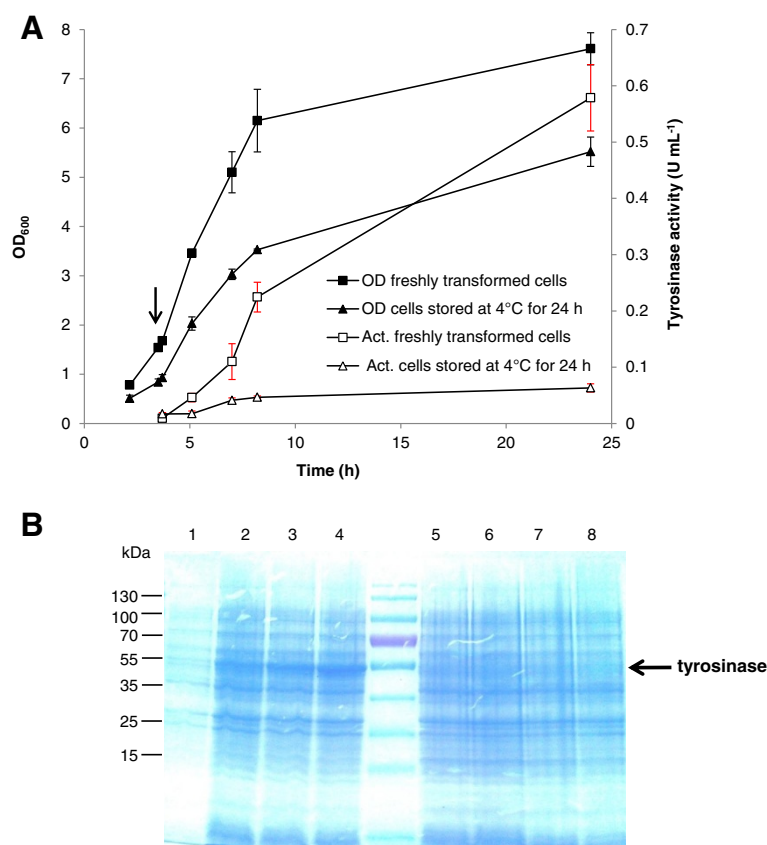 A
8
7
6
5
4
3
2
1
0
OD600
0.7
0.6
0.5
0.4
0.3
0.2
0.1
0
Tyrosinase activity (U mL-1)
OD freshly transformed cells
OD cells stored at 4°C for 24 h
Act. freshly transformed cells
Act. cells stored at 4°C for 24 h
0 5 10 15 20 25
Time (h)
B
1 2 3 4 5 6 7 8
kDa
130
100
70
55
35
25
15
tyrosinase